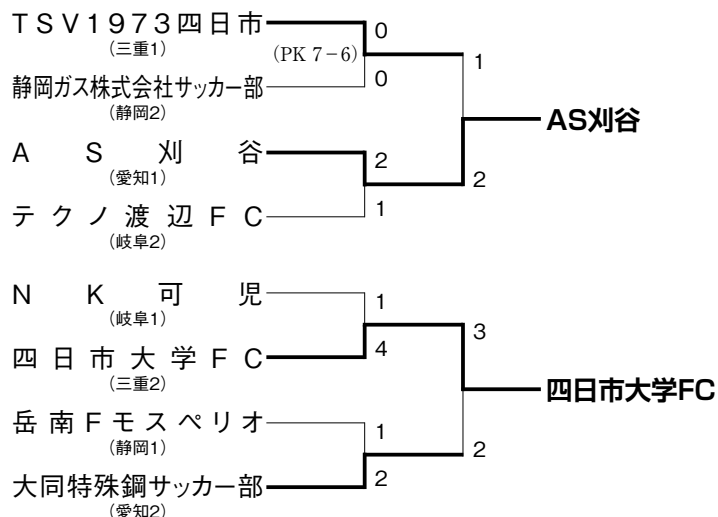 TSV1973四日市
(三重1)
0
(PK 7-6)
1
静岡ガス株式会社サッカー部
0
(静岡2)
AS刈谷
AS刈谷
(愛知1)
2
2
テクノ渡辺FC
1
(岐阜2)
NK可児
1
(岐阜1)
3
四日市大学FC
4
(三重2)
四日市大学FC
岳南Fモスペリオ
1
(静岡1)
2
大同特殊鋼サッカー部
2
(愛知2)